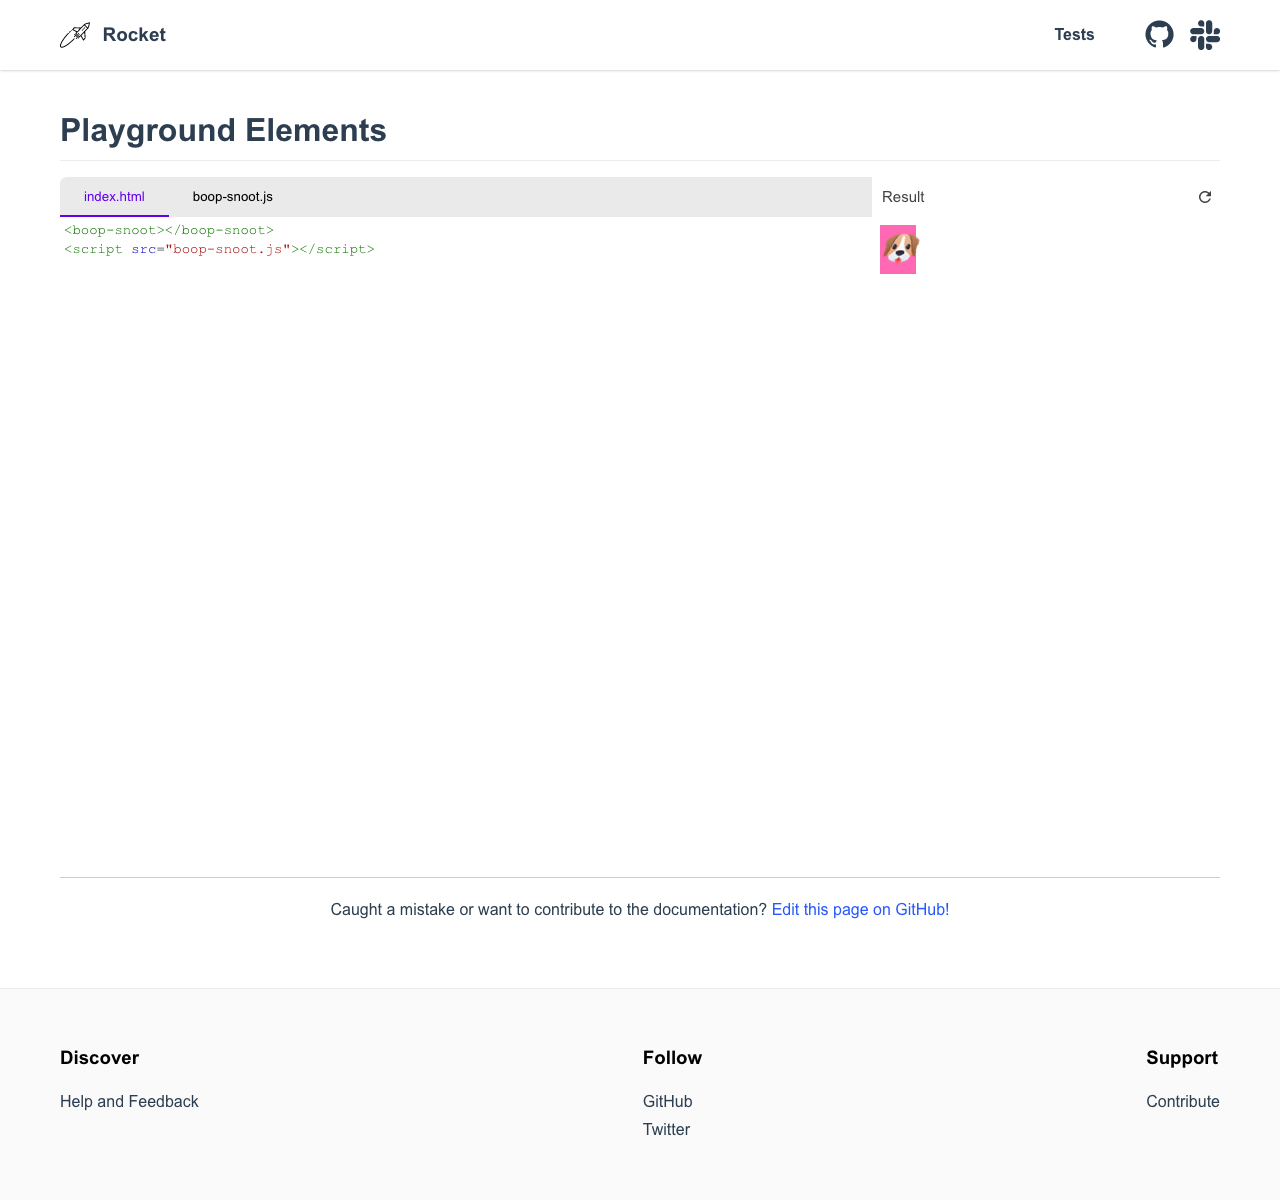 Rocket
Tests
Playground Elements
index.html
boop-snoot.js
Result
<boop-snoot></boop-snoot>
<script src="boop-snoot.js"></script>
Caught a mistake or want to contribute to the documentation? Edit this page on GitHub!
Discover
Help and Feedback
Follow
GitHub
Twitter
Support
Contribute